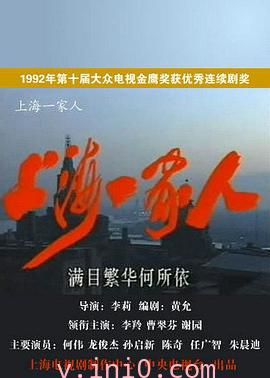 1992年第十届大众电视金鹰奖获优秀连续剧奖
上海一家人
上海一家人
满目繁华何所依
导演：李莉 编剧：黄允
领衔主演：李羚 曹翠芬 谢园
主要演员：何伟 龙俊杰 孙启新 陈奇 任广智 朱晨迪
上海电视剧制作中心 中央电视台 出品
v.ini0.com